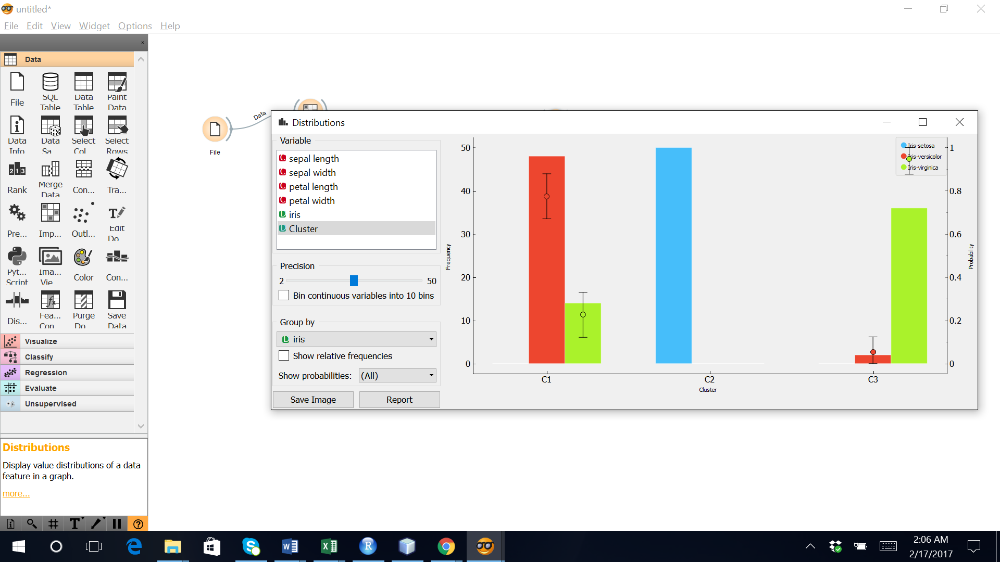 untitled*
File Edit View Widget Options Help
Data
File
SQL
Table
Data
Table
Paint
Data
Data
Info
Data
Sa...
Select
Col...
Select
Rows
Rank
Merge
Data
Con...
Tra...
Pre...
Imp...
Outl...
Edit
Do...
Pyt...
Script
Ima...
Vie...
Color
Con...
Dis...
Fea...
Con...
Purge
Do...
Save
Data
Visualize
Classify
Regression
Evaluate
Unsupervised
Distributions
Display value distributions of a data
feature in a graph.
more...
File
Data
Distributions
Variable
sepal length
sepal width
petal length
petal width
iris
Cluster
Precision
2 50
Bin continuous variables into 10 bins
Group by
iris
Show relative frequencies
Show probabilities: (All)
Save Image Report
Frequency
50
40
30
20
10
0
C1 C2 C3
Cluster
Iris-setosa
Iris-versicolor
Iris-virginica
1
0.8
0.6
0.4
0.2
0
Probability
2:06 AM
2/17/2017